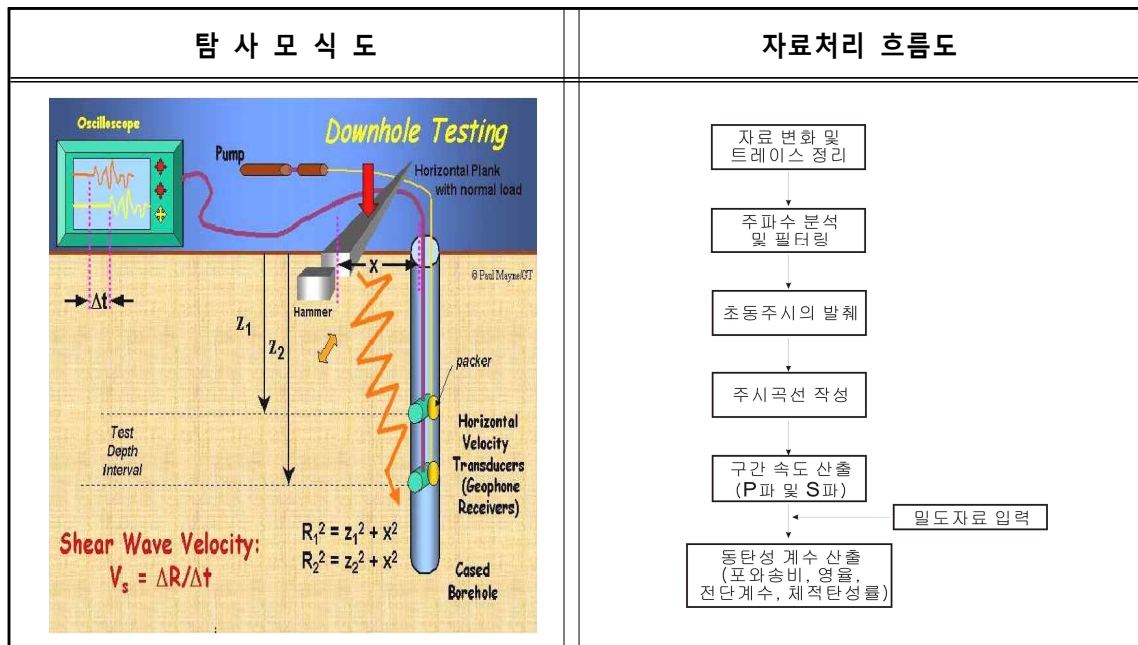 탐 사 모 식 도
자료처리 흐름도
Oscilloscope
Downhole Testing
Pump
Horizontal Plank
with normal load
x
© Paul Mayne/GT
Δt
Hammer
z1
z2
packer
Test
Depth
Interval
Horizontal
Velocity
Transducers
(Geophone
Receivers)
Shear Wave Velocity:
Vs = ΔR/Δt
R1² = z1² + x²
R2² = z2² + x²
Cased
Borehole
자료 변화 및
트레이스 정리
주파수 분석
및 필터링
초동주시의 발췌
주시곡선 작성
구간 속도 산출
(P파 및 S파)
밀도자료 입력
동탄성 계수 산출
(포와송비, 영율,
전단계수, 체적탄성률)